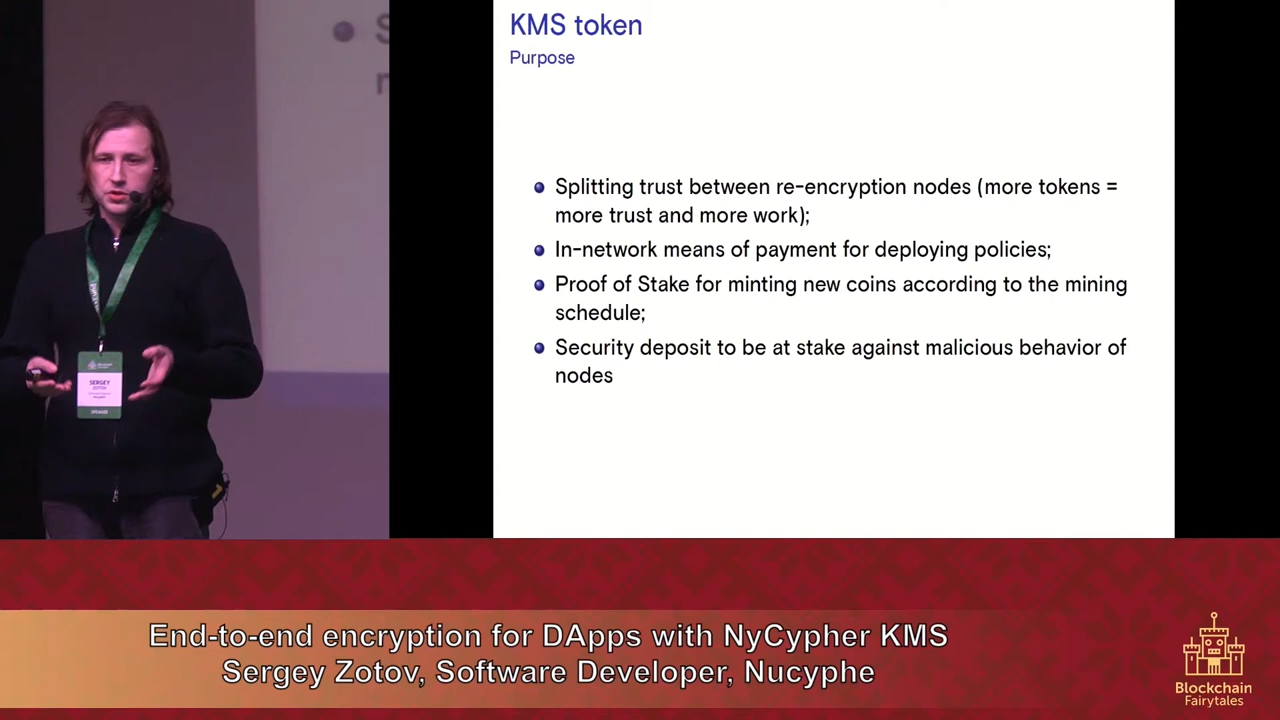 KMS token
Purpose
Splitting trust between re-encryption nodes (more tokens =
more trust and more work);
In-network means of payment for deploying policies;
Proof of Stake for minting new coins according to the mining
schedule;
Security deposit to be at stake against malicious behavior of
nodes
SERGEY
ZOTOV
SPEAKER
End-to-end encryption for DApps with NyCypher KMS
Sergey Zotov, Software Developer, Nucyphe
Blockchain
Fairytales